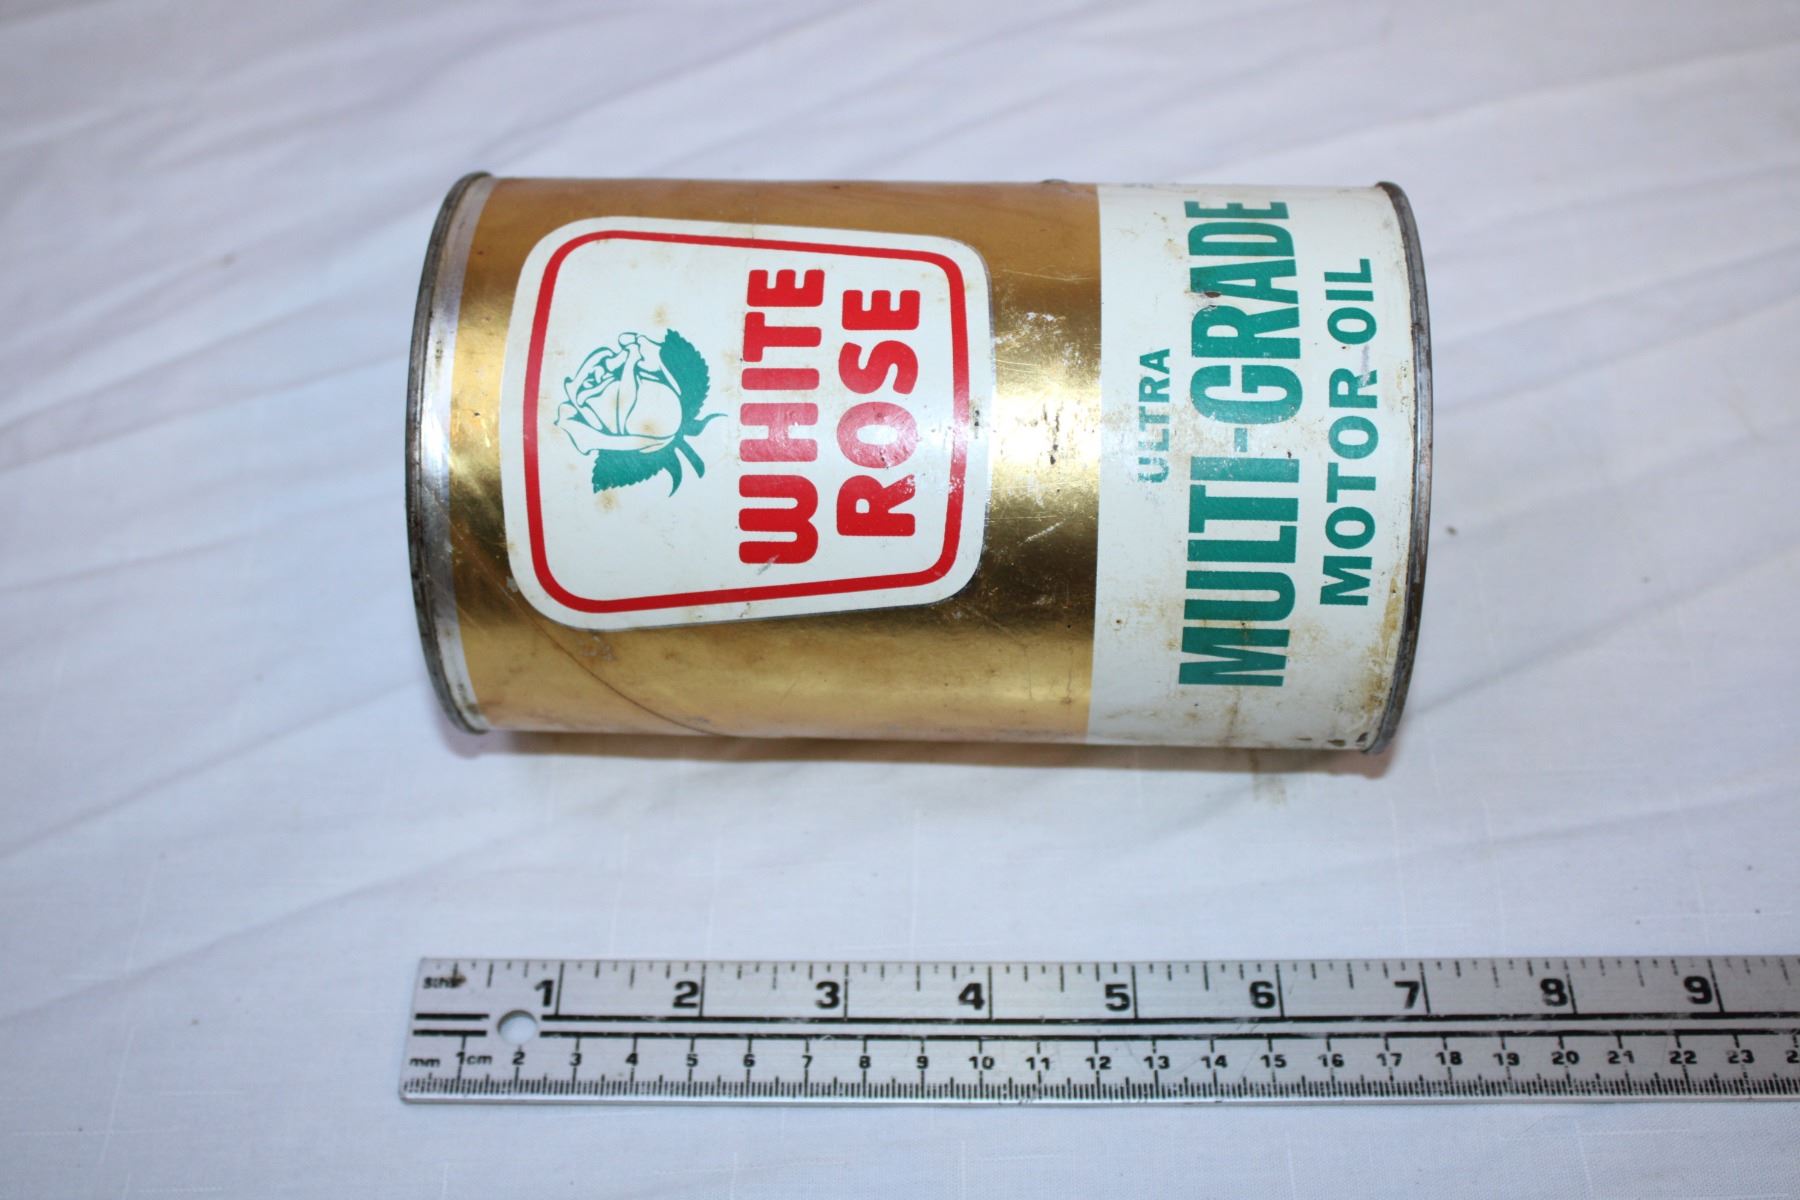 WHITE
ROSE
ULTRA
MULTI-GRADE
MOTOR OIL
1 2 3 4 5 6 7 8 9
mm 1cm 2 3 4 5 6 7 8 9 10 11 12 13 14 15 16 17 18 19 20 21 22 23